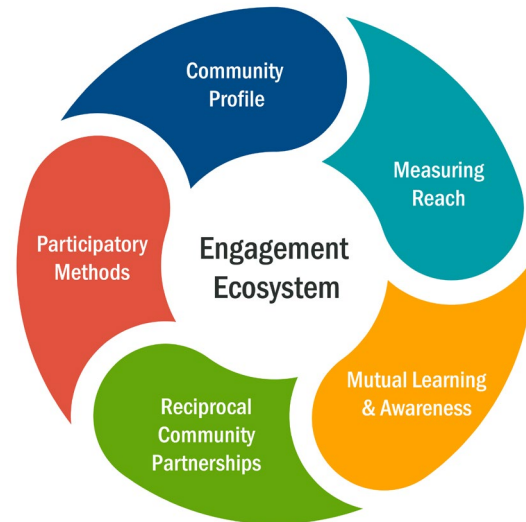 Community
Profile
Measuring
Reach
Engagement
Ecosystem
Participatory
Methods
Mutual Learning
& Awareness
Reciprocal
Community
Partnerships